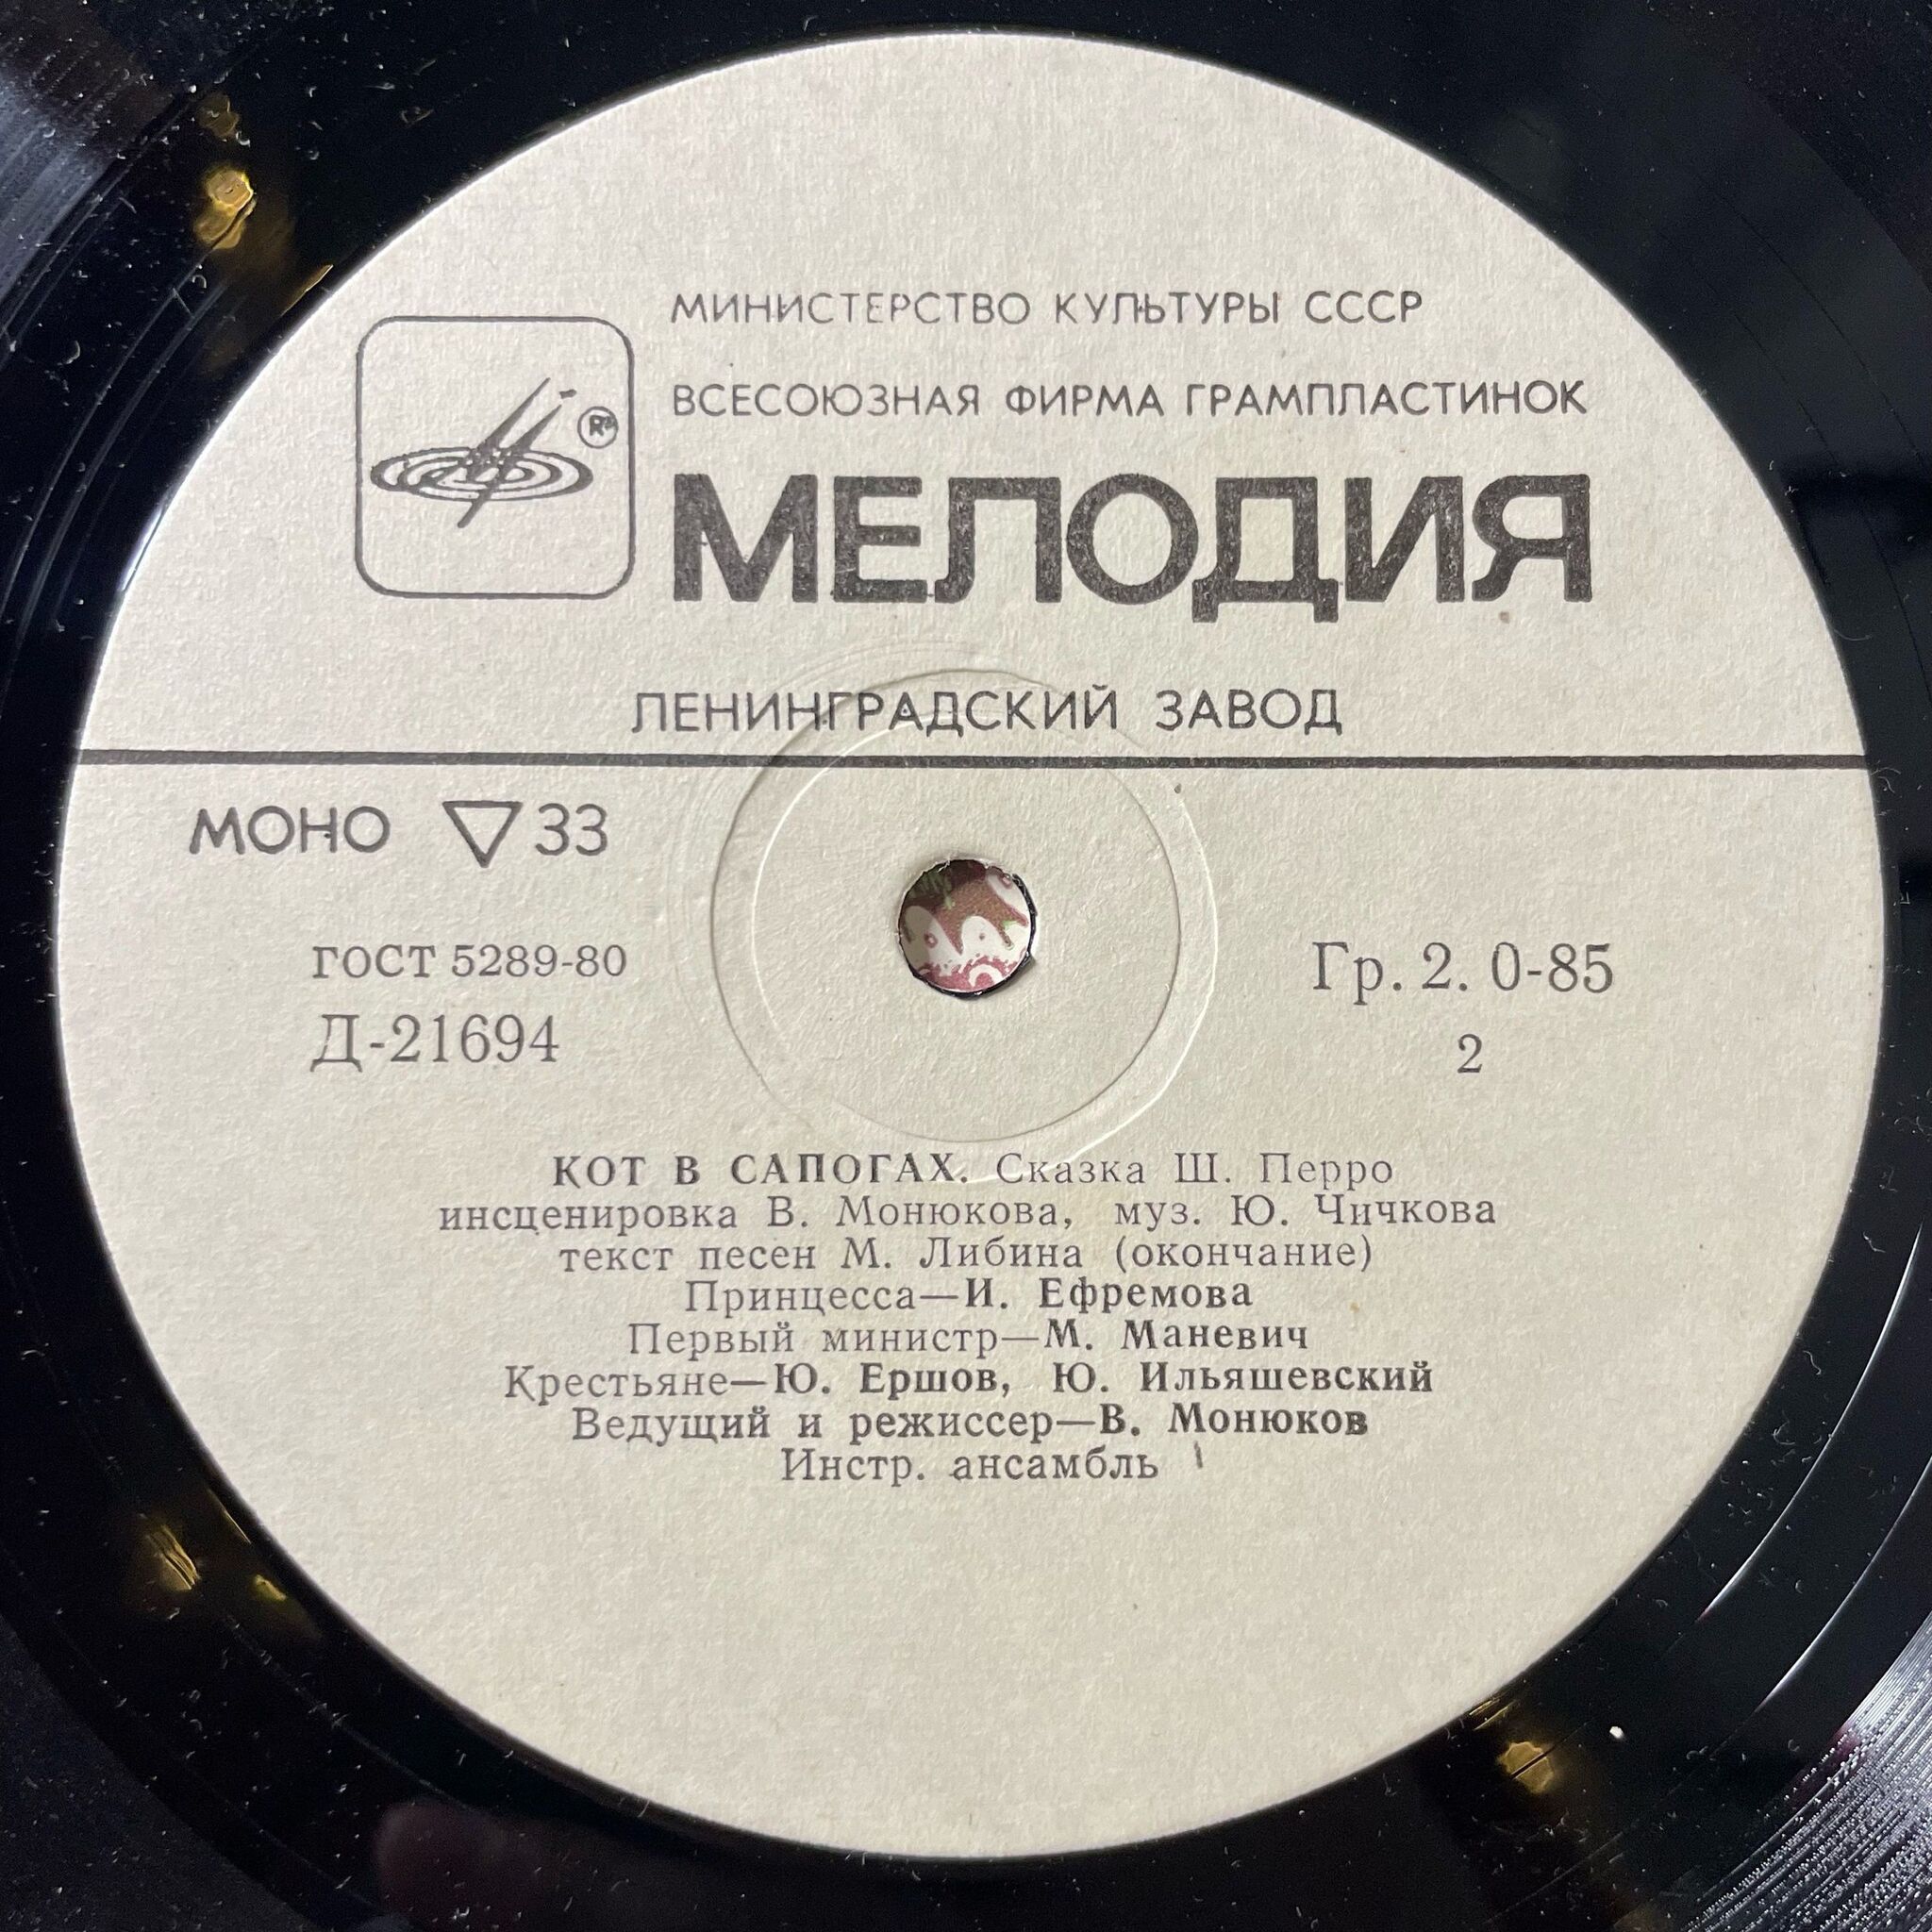 МИНИСТЕРСТВО КУЛЬТУРЫ СССР
ВСЕСОЮЗНАЯ ФИРМА ГРАМПЛАСТИНОК
®
МЕЛОДИЯ
ЛЕНИНГРАДСКИЙ ЗАВОД
МОНО ▽33
ГОСТ 5289-80
Гр. 2. 0-85
Д-21694
2
КОТ В САПОГАХ. Сказка Ш. Перро
инсценировка В. Монюкова, муз. Ю. Чичкова
текст песен М. Либина (окончание)
Принцесса—И. Ефремова
Первый министр—М. Маневич
Крестьяне—Ю. Ершов, Ю. Ильяшевский
Ведущий и режиссер—В. Монюков
Инстр. ансамбль